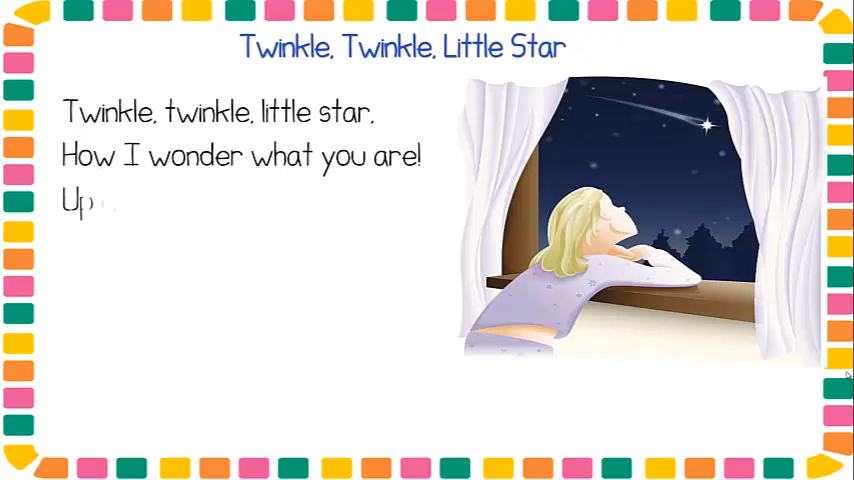 Twinkle, Twinkle, Little Star
Twinkle, twinkle, little star,
How I wonder what you are!
Up